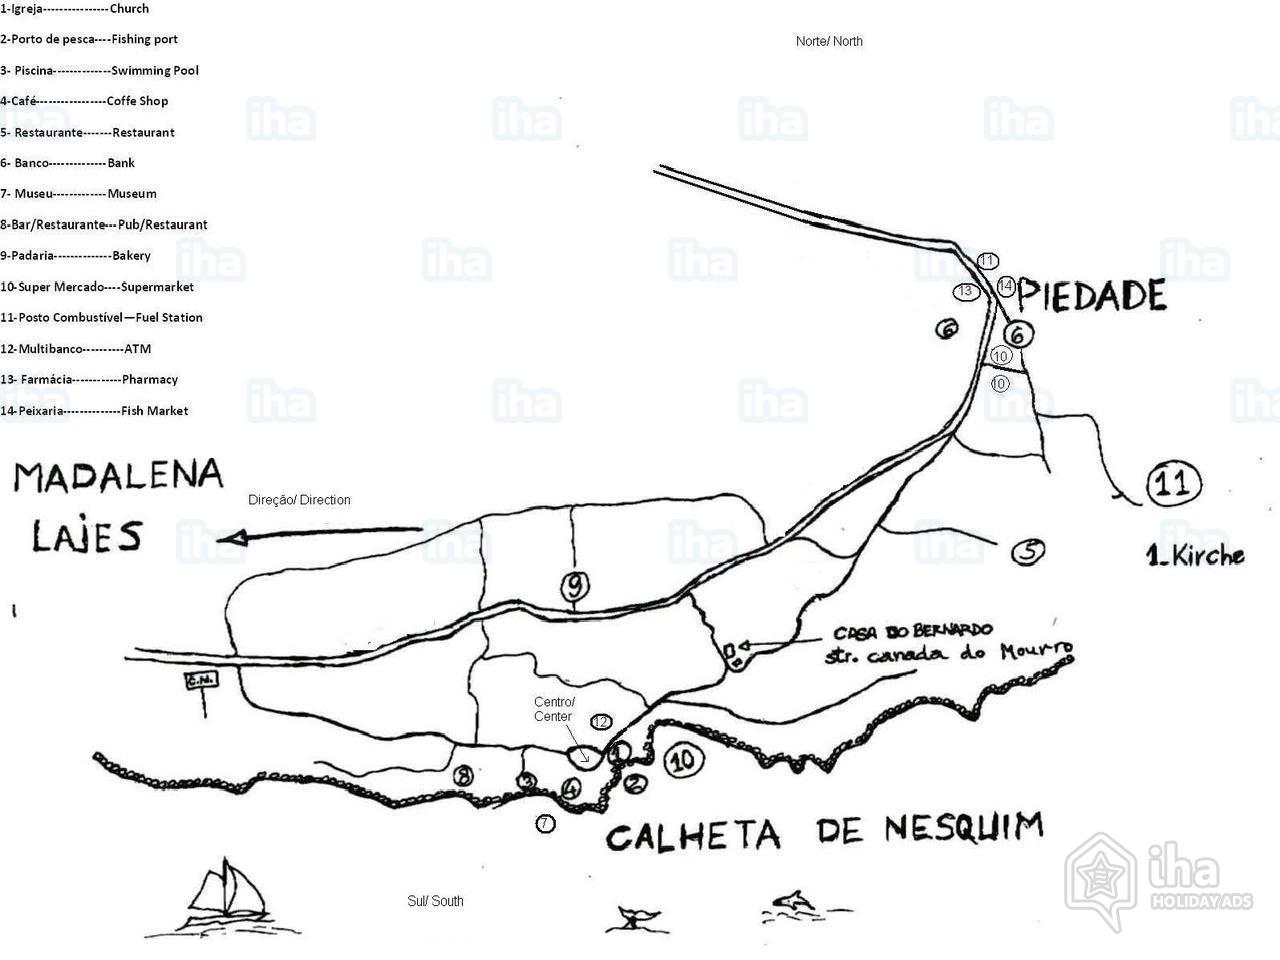 1-Igreja----------------Church
2-Porto de pesca----Fishing port
3- Piscina--------------Swimming Pool
4-Café-----------------Coffe Shop
5- Restaurante-------Restaurant
6- Banco--------------Bank
7- Museu-------------Museum
8-Bar/Restaurante---Pub/Restaurant
9-Padaria--------------Bakery
10-Super Mercado----Supermarket
11-Posto Combustível—Fuel Station
12-Multibanco----------ATM
13- Farmácia------------Pharmacy
14-Peixaria--------------Fish Market
Norte/ North
11
13
14
PIEDADE
6
6
10
10
11
MADALENA
LAJES
Direção/ Direction
5
1-Kirche
9
CASA DO BERNARDO
str. canada do Mourro
C.N.
Centro/
Center
12
1
10
8
3
4
2
7
CALHETA DE NESQUIM
Sul/ South
iha
HOLIDAY ADS